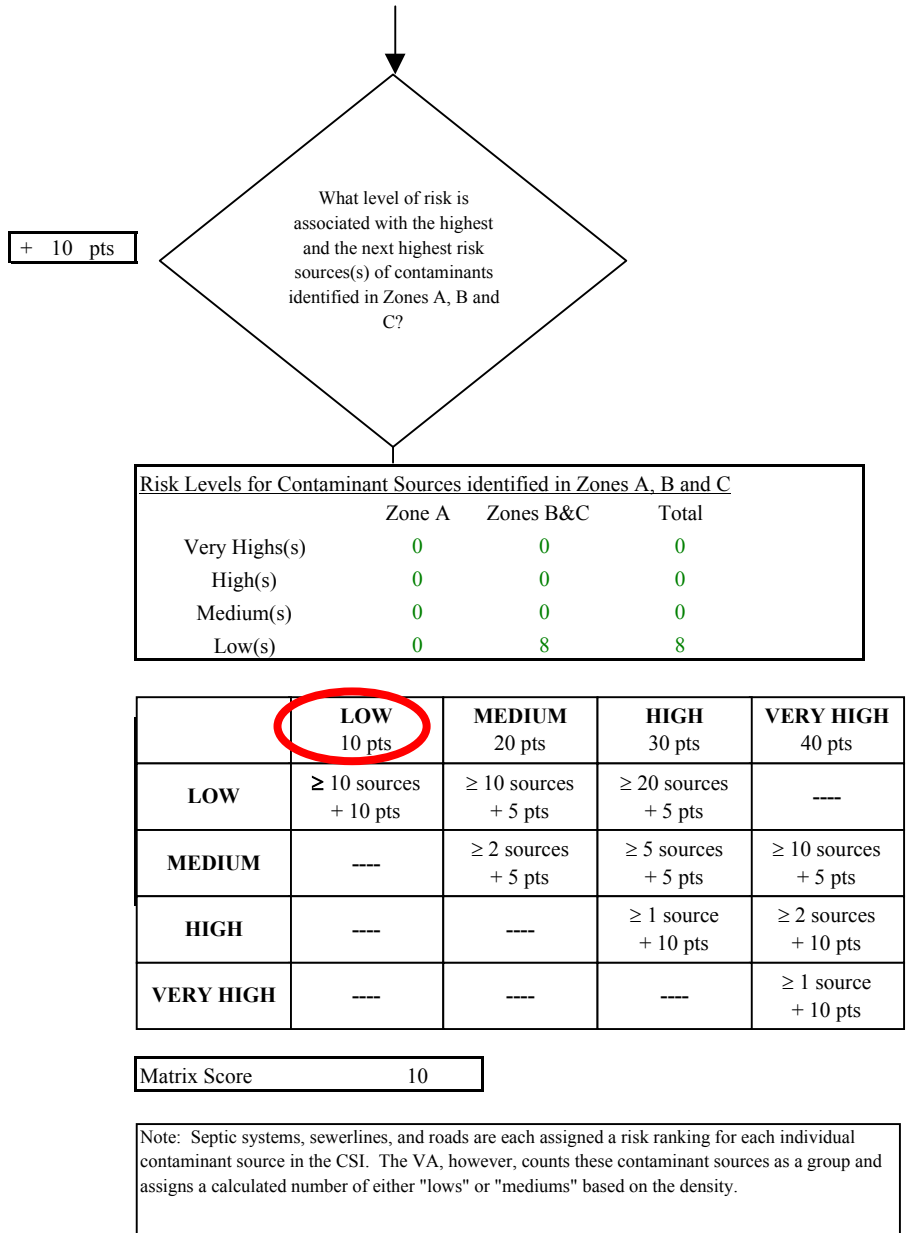 What level of risk is
associated with the highest
and the next highest risk
sources(s) of contaminants
identified in Zones A, B and
C?
+ 10 pts
Risk Levels for Contaminant Sources identified in Zones A, B and C
Zone A Zones B&C Total
Very Highs(s) 0 0 0
High(s) 0 0 0
Medium(s) 0 0 0
Low(s) 0 8 8
LOW MEDIUM HIGH VERY HIGH
10 pts 20 pts 30 pts 40 pts
LOW ≥ 10 sources + 10 pts ≥ 10 sources + 5 pts ≥ 20 sources + 5 pts ----
MEDIUM ---- ≥ 2 sources + 5 pts ≥ 5 sources + 5 pts ≥ 10 sources + 5 pts
HIGH ---- ---- ≥ 1 source + 10 pts ≥ 2 sources + 10 pts
VERY HIGH ---- ---- ---- ≥ 1 source + 10 pts
Matrix Score 10
Note: Septic systems, sewerlines, and roads are each assigned a risk ranking for each individual
contaminant source in the CSI. The VA, however, counts these contaminant sources as a group and
assigns a calculated number of either "lows" or "mediums" based on the density.